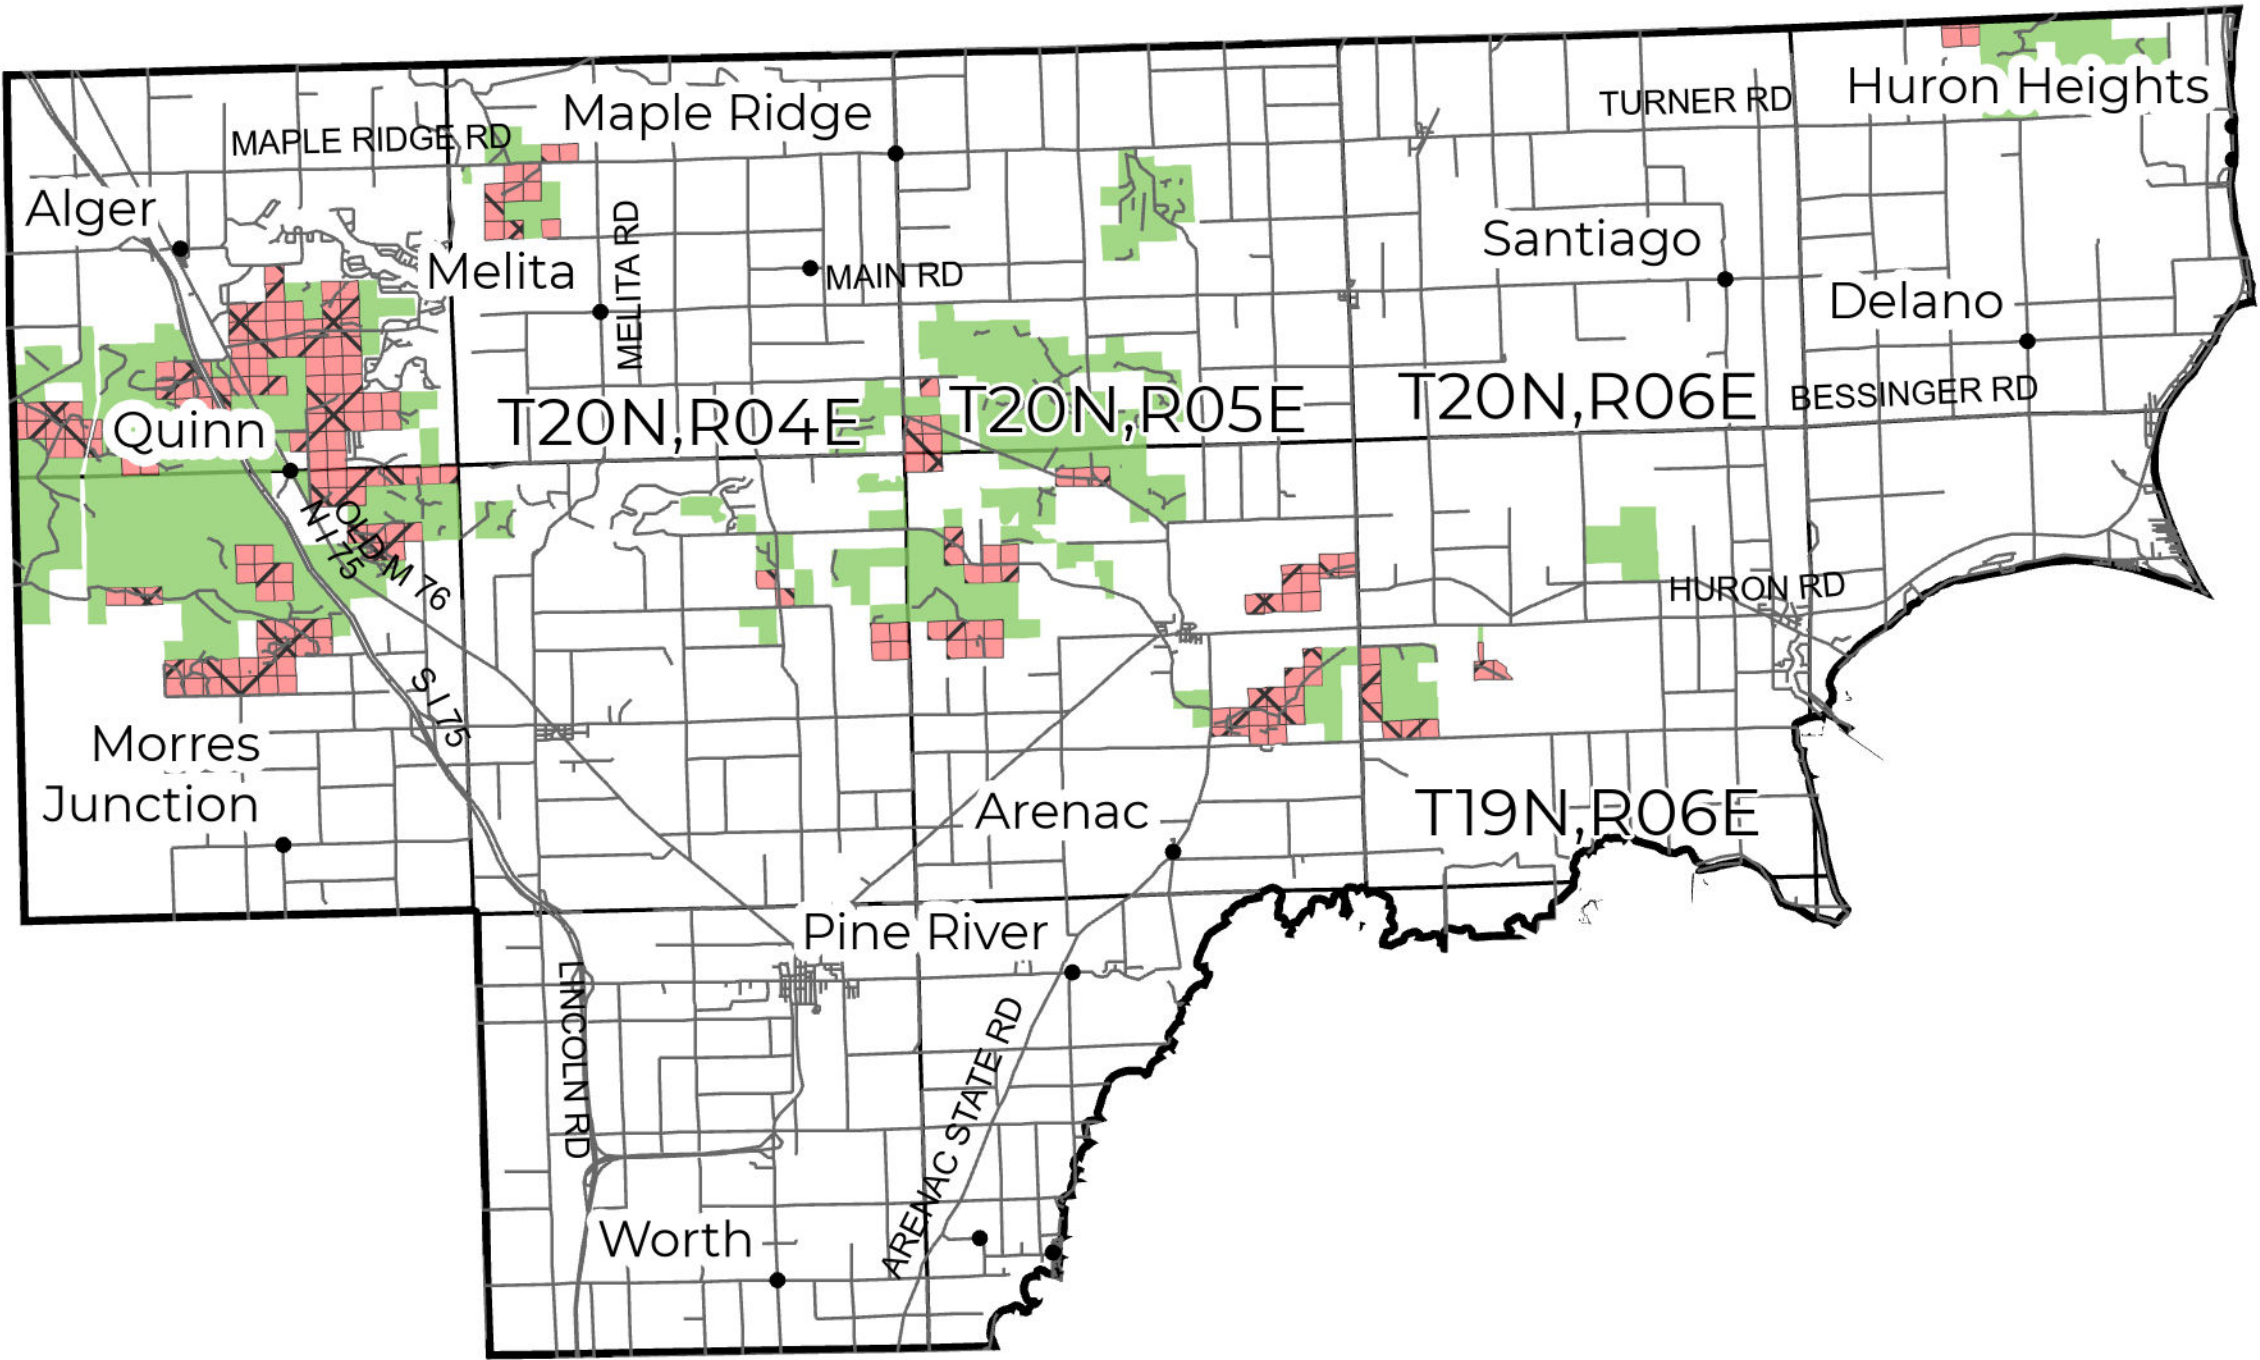 Huron Heights
TURNER RD
Maple Ridge
MAPLE RIDGE RD
Alger
Santiago
Melita
MELITA RD
MAIN RD
Delano
T20N,R04E
T20N,R05E
T20N,R06E
BESSINGER RD
Quinn
N I 75
OLD M 76
HURON RD
S I 75
Morres
Junction
Arenac
T19N,R06E
Pine River
LINCOLN RD
ARENAC STATE RD
Worth